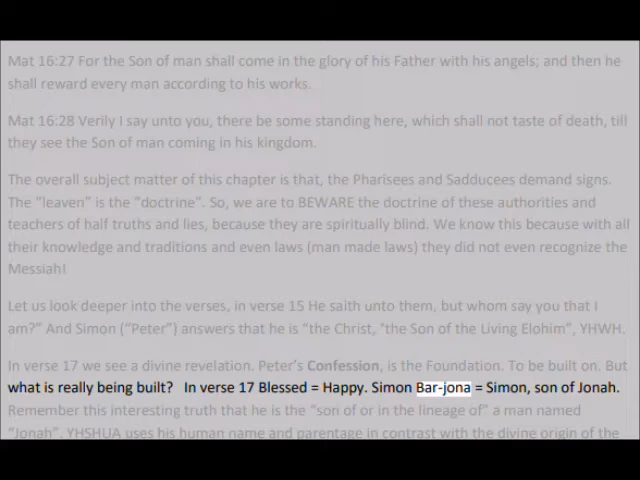 Mat 16:27 For the Son of man shall come in the glory of his Father with his angels; and then he
shall reward every man according to his works.
Mat 16:28 Verily I say unto you, there be some standing here, which shall not taste of death, till
they see the Son of man coming in his kingdom.
The overall subject matter of this chapter is that, the Pharisees and Sadducees demand signs.
The “leaven” is the “doctrine”. So, we are to BEWARE the doctrine of these authorities and
teachers of half truths and lies, because they are spiritually blind. We know this because with all
their knowledge and traditions and even laws (man made laws) they did not even recognize the
Messiah!
Let us look deeper into the verses, in verse 15 He saith unto them, but whom say you that I
am?” And Simon (“Peter”) answers that he is “the Christ, “the Son of the Living Elohim”, YHWH.
In verse 17 we see a divine revelation. Peter’s Confession, is the Foundation. To be built on. But
what is really being built? In verse 17 Blessed = Happy. Simon Bar-jona = Simon, son of Jonah.
Remember this interesting truth that he is the “son of or in the lineage of” a man named
“Jonah”. YHSHUA uses his human name and parentage in contrast with the divine origin of the